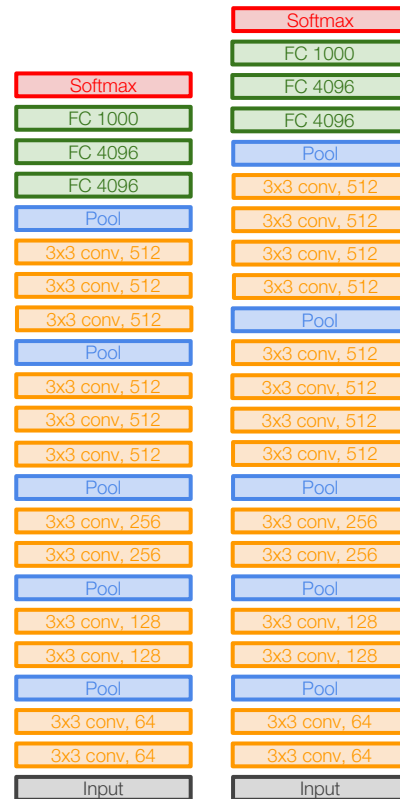 Softmax
FC 1000
FC 4096
FC 4096
Pool
3x3 conv, 512
3x3 conv, 512
3x3 conv, 512
Pool
3x3 conv, 512
3x3 conv, 512
3x3 conv, 512
Pool
3x3 conv, 256
3x3 conv, 256
Pool
3x3 conv, 128
3x3 conv, 128
Pool
3x3 conv, 64
3x3 conv, 64
Input
Softmax
FC 1000
FC 4096
FC 4096
Pool
3x3 conv, 512
3x3 conv, 512
3x3 conv, 512
3x3 conv, 512
Pool
3x3 conv, 512
3x3 conv, 512
3x3 conv, 512
3x3 conv, 512
Pool
3x3 conv, 256
3x3 conv, 256
Pool
3x3 conv, 128
3x3 conv, 128
Pool
3x3 conv, 64
3x3 conv, 64
Input